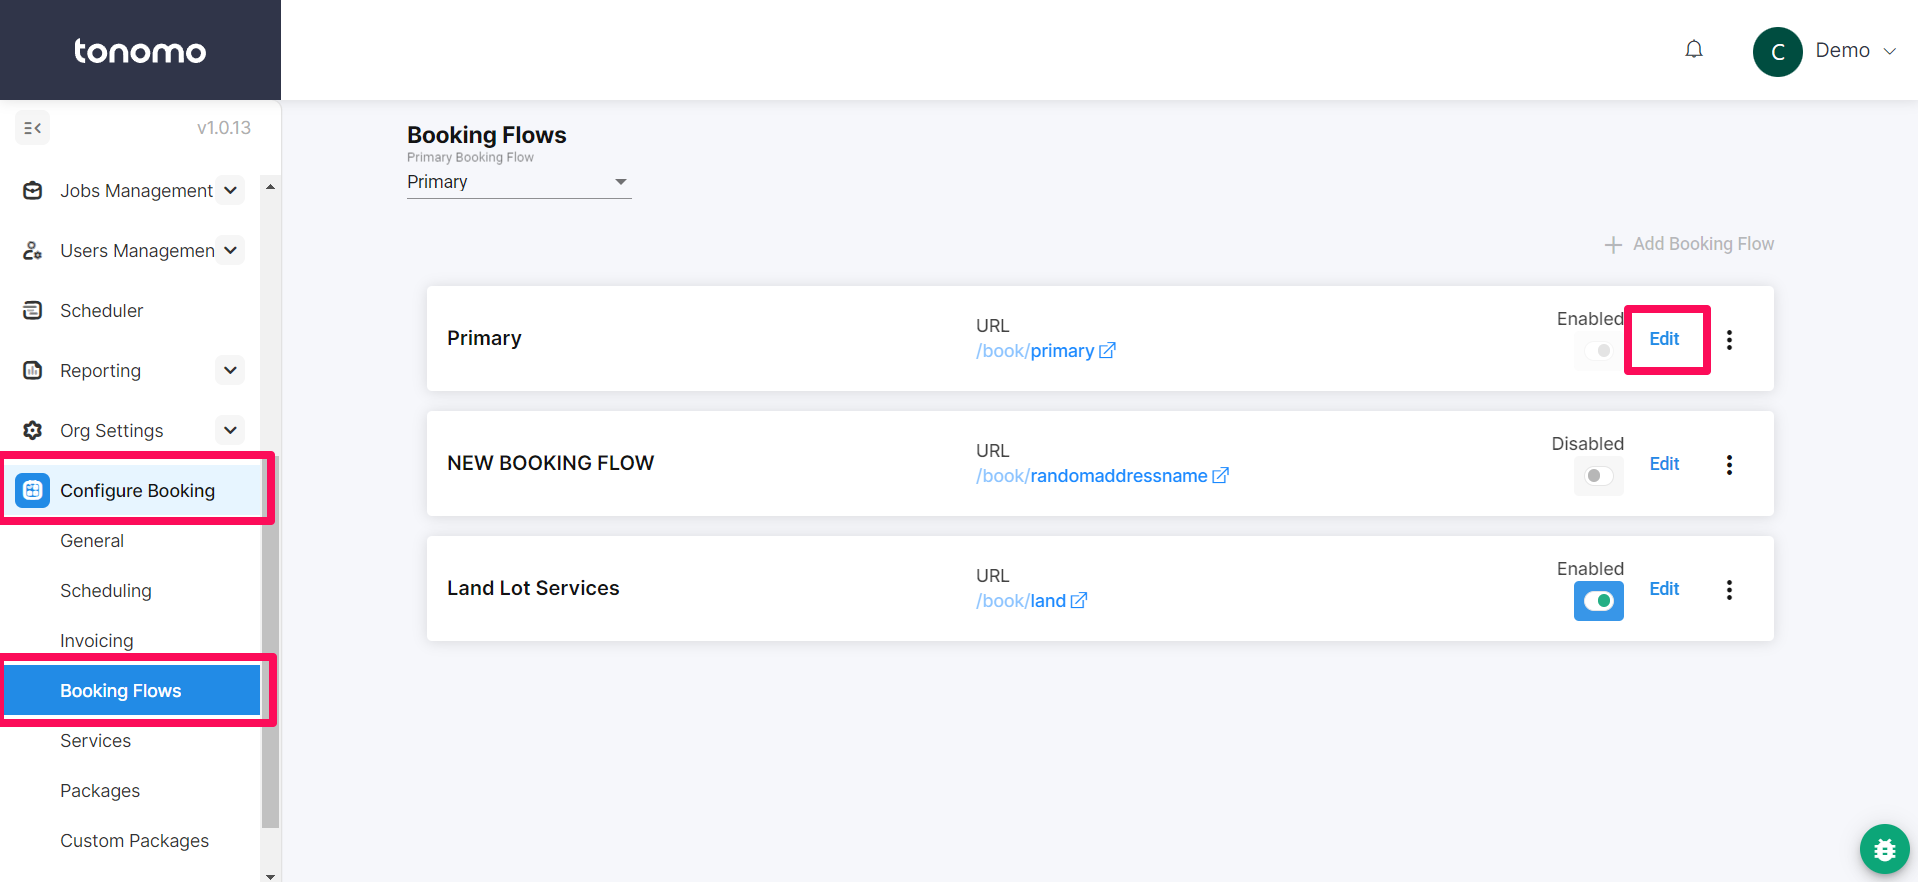 tonomo
C
Demo
v1.0.13
Jobs Management
Users Managemen
Scheduler
Reporting
Org Settings
Configure Booking
General
Scheduling
Invoicing
Booking Flows
Services
Packages
Custom Packages
Booking Flows
Primary Booking Flow
Primary
Add Booking Flow
Primary
URL
/book/primary
Enabled
Edit
NEW BOOKING FLOW
URL
/book/randomaddressname
Disabled
Edit
Land Lot Services
URL
/book/land
Enabled
Edit